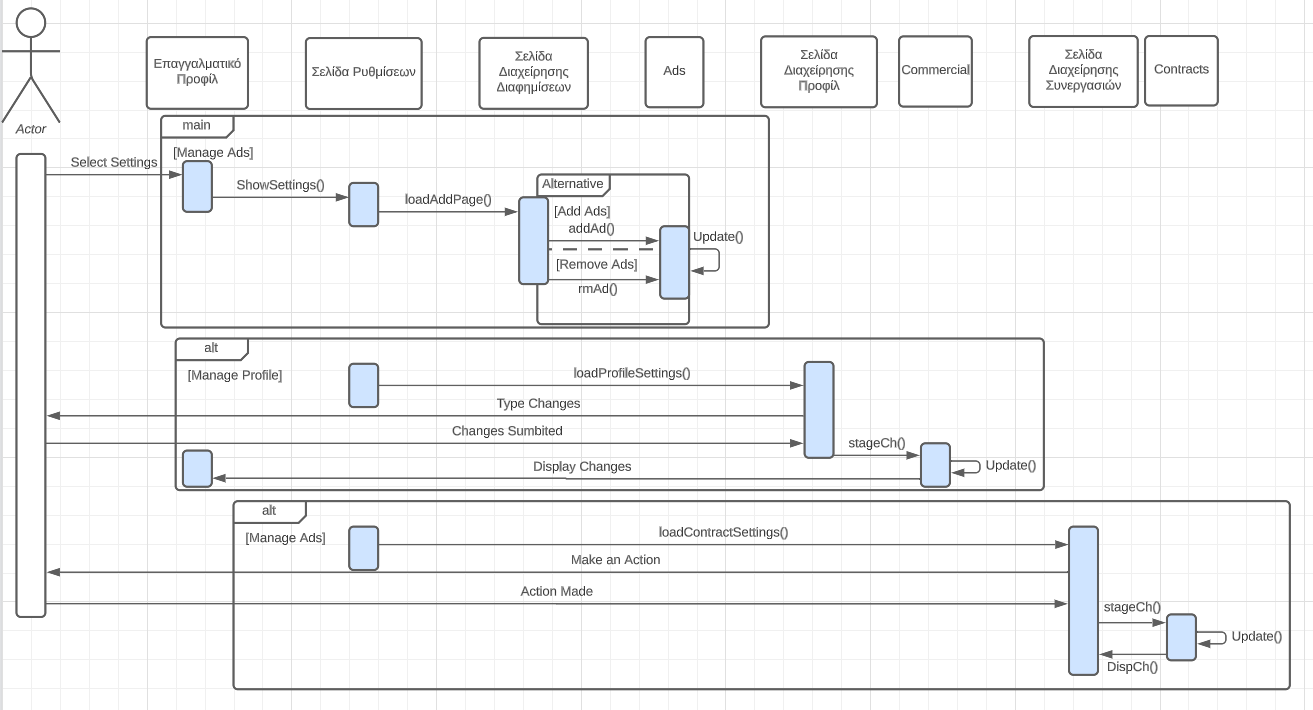 Actor
Επαγγαλματικό
Προφίλ
Σελίδα Ρυθμίσεων
Σελίδα
Διαχείρησης
Διαφημίσεων
Ads
Σελίδα
Διαχείρησης
Προφίλ
Commercial
Σελίδα
Διαχείρησης
Συνεργασιών
Contracts
main
[Manage Ads]
Select Settings
ShowSettings()
loadAddPage()
Alternative
[Add Ads]
addAd()
Update()
[Remove Ads]
rmAd()
alt
[Manage Profile]
loadProfileSettings()
Type Changes
Changes Sumbited
stageCh()
Update()
Display Changes
alt
[Manage Ads]
loadContractSettings()
Make an Action
Action Made
stageCh()
Update()
DispCh()